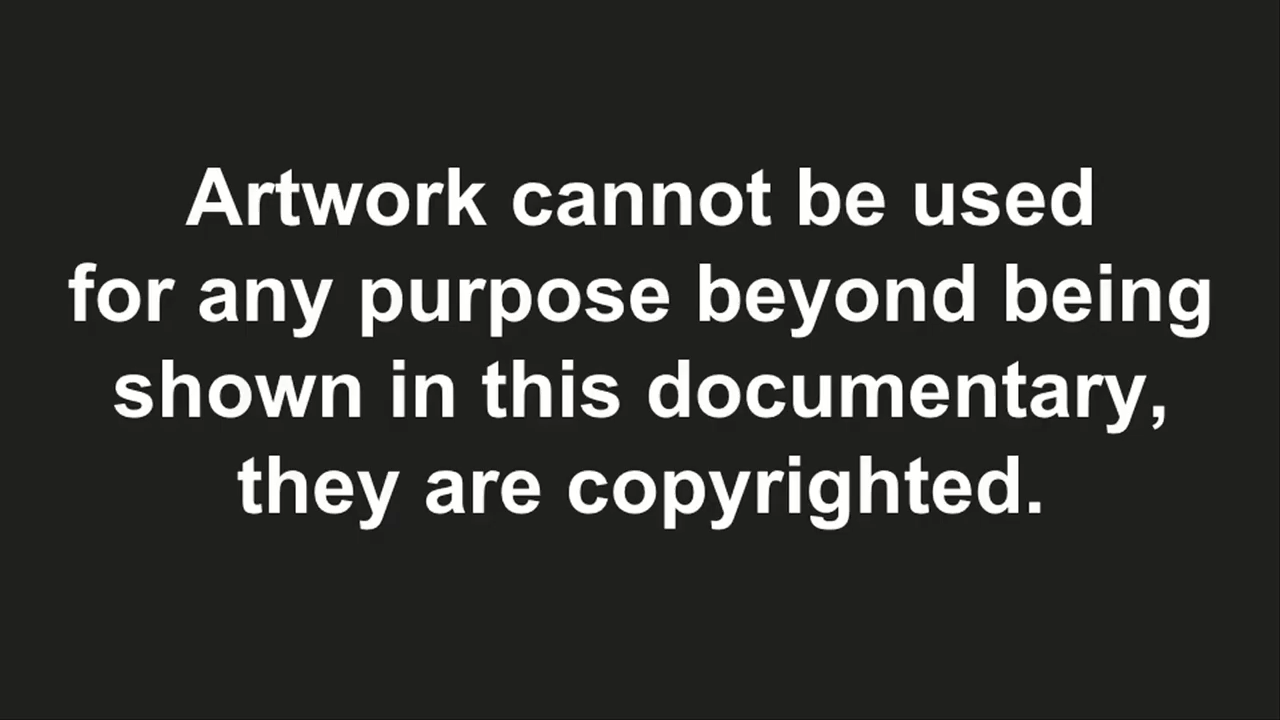 Artwork cannot be used
for any purpose beyond being
shown in this documentary,
they are copyrighted.